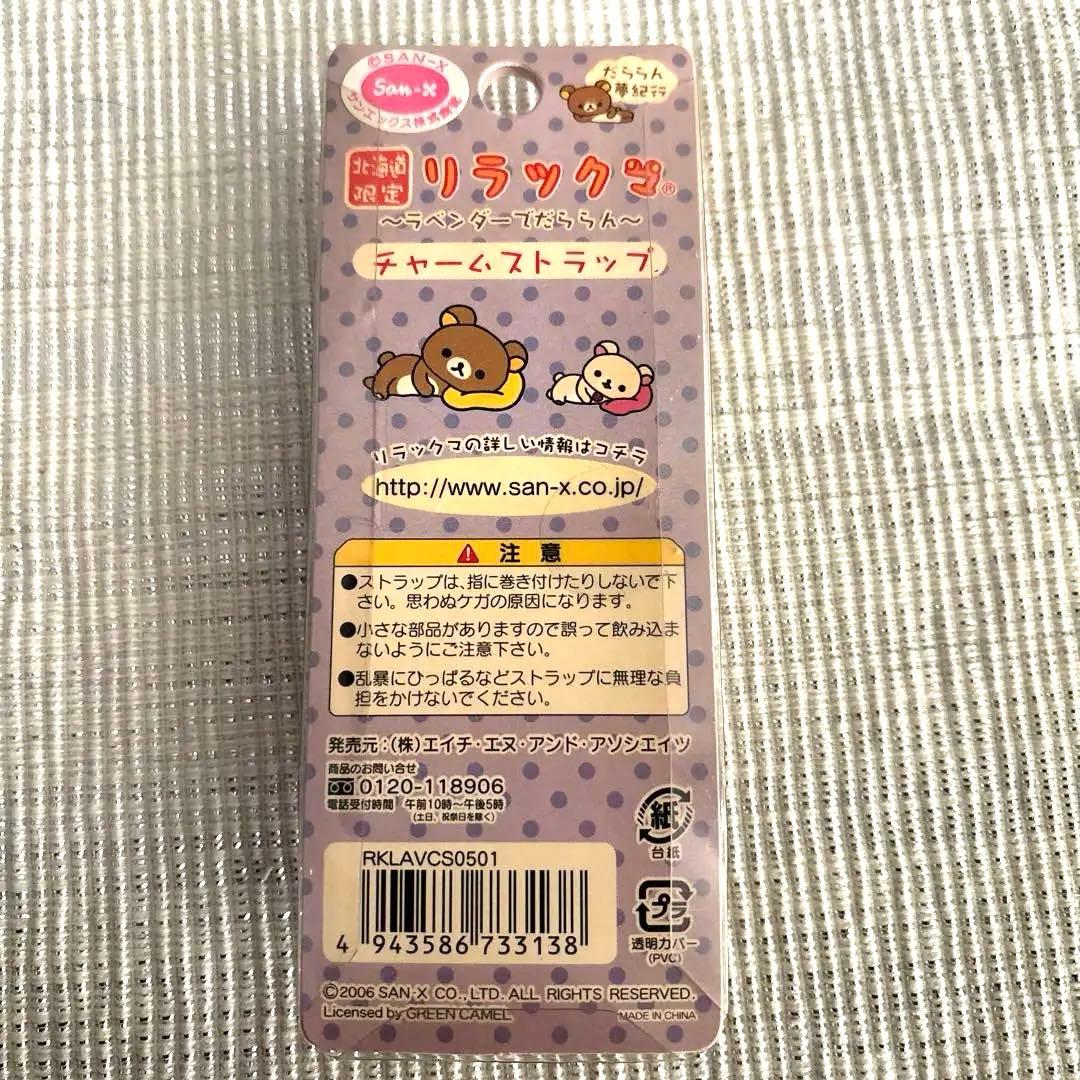 ©SAN-X
San-x
サンエックス株式会社
だららん
夢紀行
北海道
限定
リラックマ®
～ラベンダーでだららん～
チャームストラップ
リラックマの詳しい情報はコチラ
http://www.san-x.co.jp/
注意
●ストラップは、指に巻き付けたりしないで下
さい。思わぬケガの原因になります。
●小さな部品がありますので誤って飲み込ま
ないようにご注意下さい。
●乱暴にひっぱるなどストラップに無理な負
担をかけないでください。
発売元:(株)エイチ・エヌ・アンド・アソシエイツ
商品のお問い合せ
0120-118906
電話受付時間 午前10時～午後5時
(土日、祝祭日を除く)
紙
台紙
RKLAVCS0501
4 943586 733138
プラ
透明カバー
(PVC)
©2006 SAN-X CO., LTD. ALL RIGHTS RESERVED.
Licensed by GREEN CAMEL
MADE IN CHINA